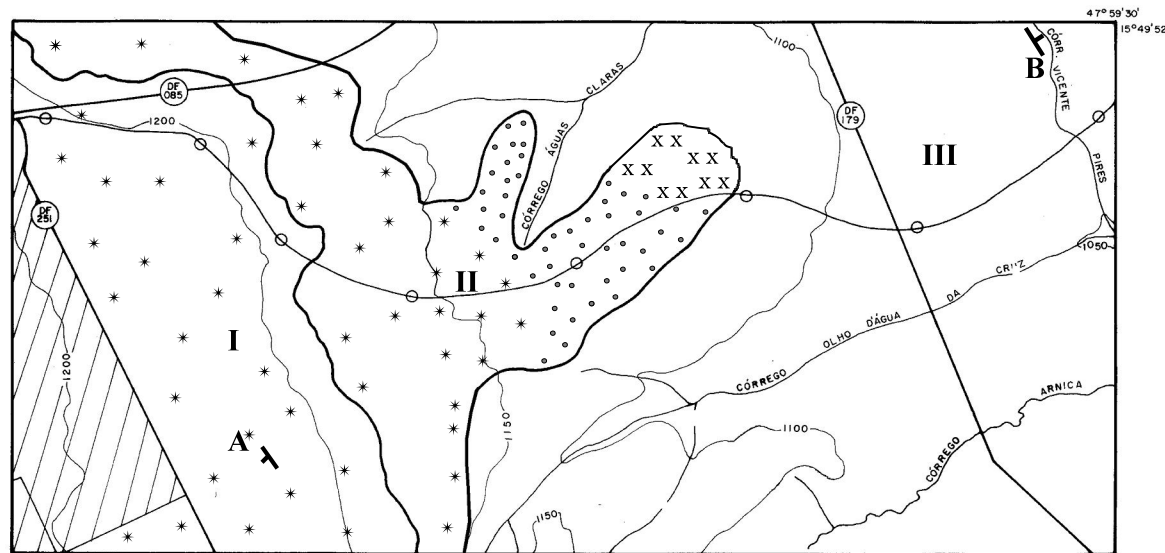 47° 59' 30"
15° 49' 52
1100
CÓRR. VICENTE
PIRES
B
CLARAS
DF
085
1200
CÓRREGO ÁGUAS
DF
179
X X
X X
X X
X X
X X
III
DF
251
1050
II
CÓRREGO OLHO D'ÁGUA DA CRUZ
I
1200
CÓRREGO ARNICA
1150
1100
A
1150